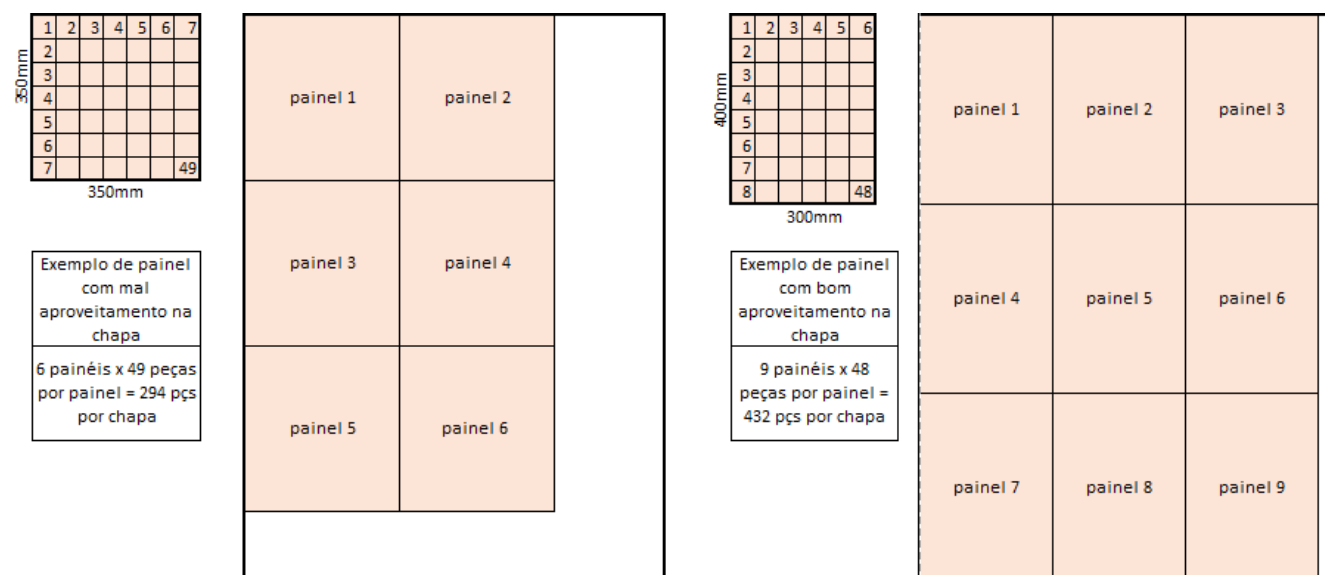 1 2 3 4 5 6 7
2
3
4
5
6
7 49
350mm
350mm
Exemplo de painel
com mal
aproveitamento na
chapa
6 painéis x 49 peças
por painel = 294 pçs
por chapa
painel 1 painel 2
painel 3 painel 4
painel 5 painel 6
1 2 3 4 5 6
2
3
4
5
6
7
8 48
400mm
300mm
Exemplo de painel
com bom
aproveitamento na
chapa
9 painéis x 48
peças por painel =
432 pçs por chapa
painel 1 painel 2 painel 3
painel 4 painel 5 painel 6
painel 7 painel 8 painel 9